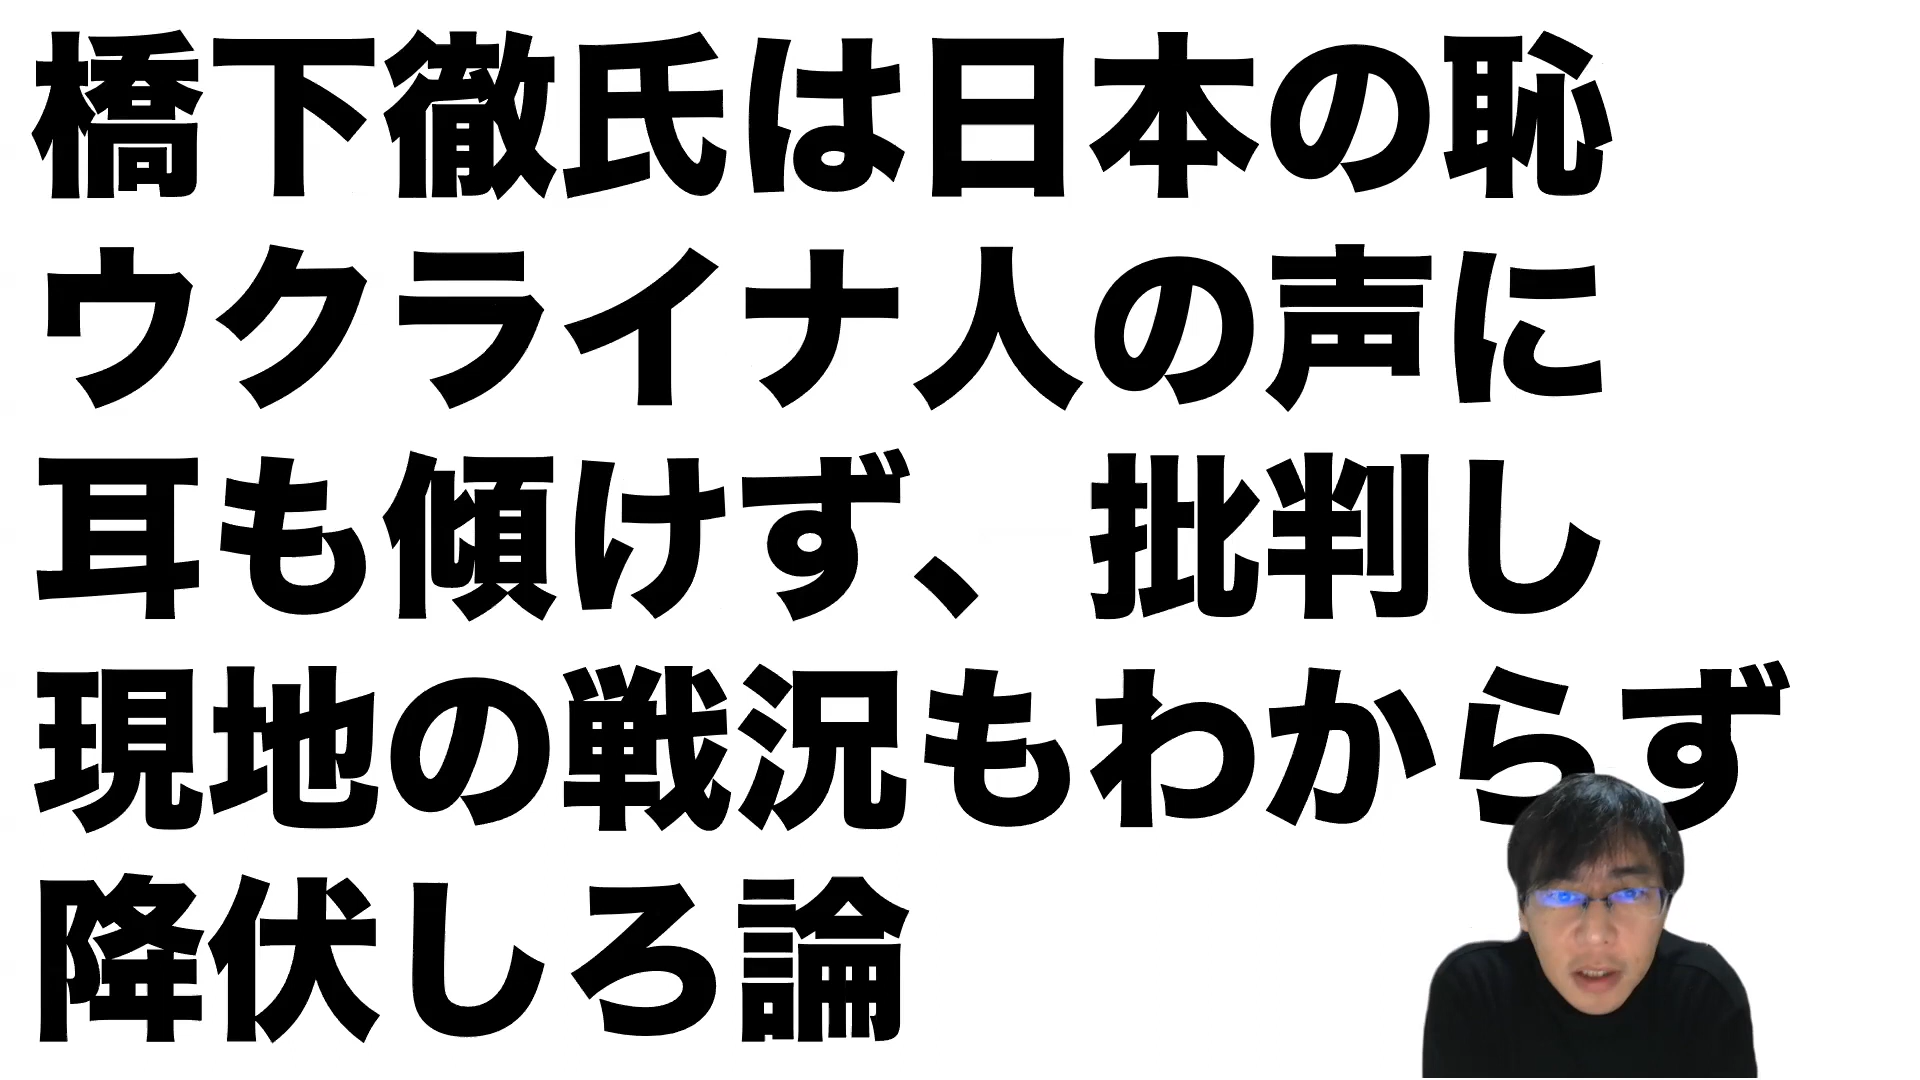 橋下徹氏は日本の恥
ウクライナ人の声に
耳も傾けず、批判し
現地の戦況もわからず
降伏しろ論